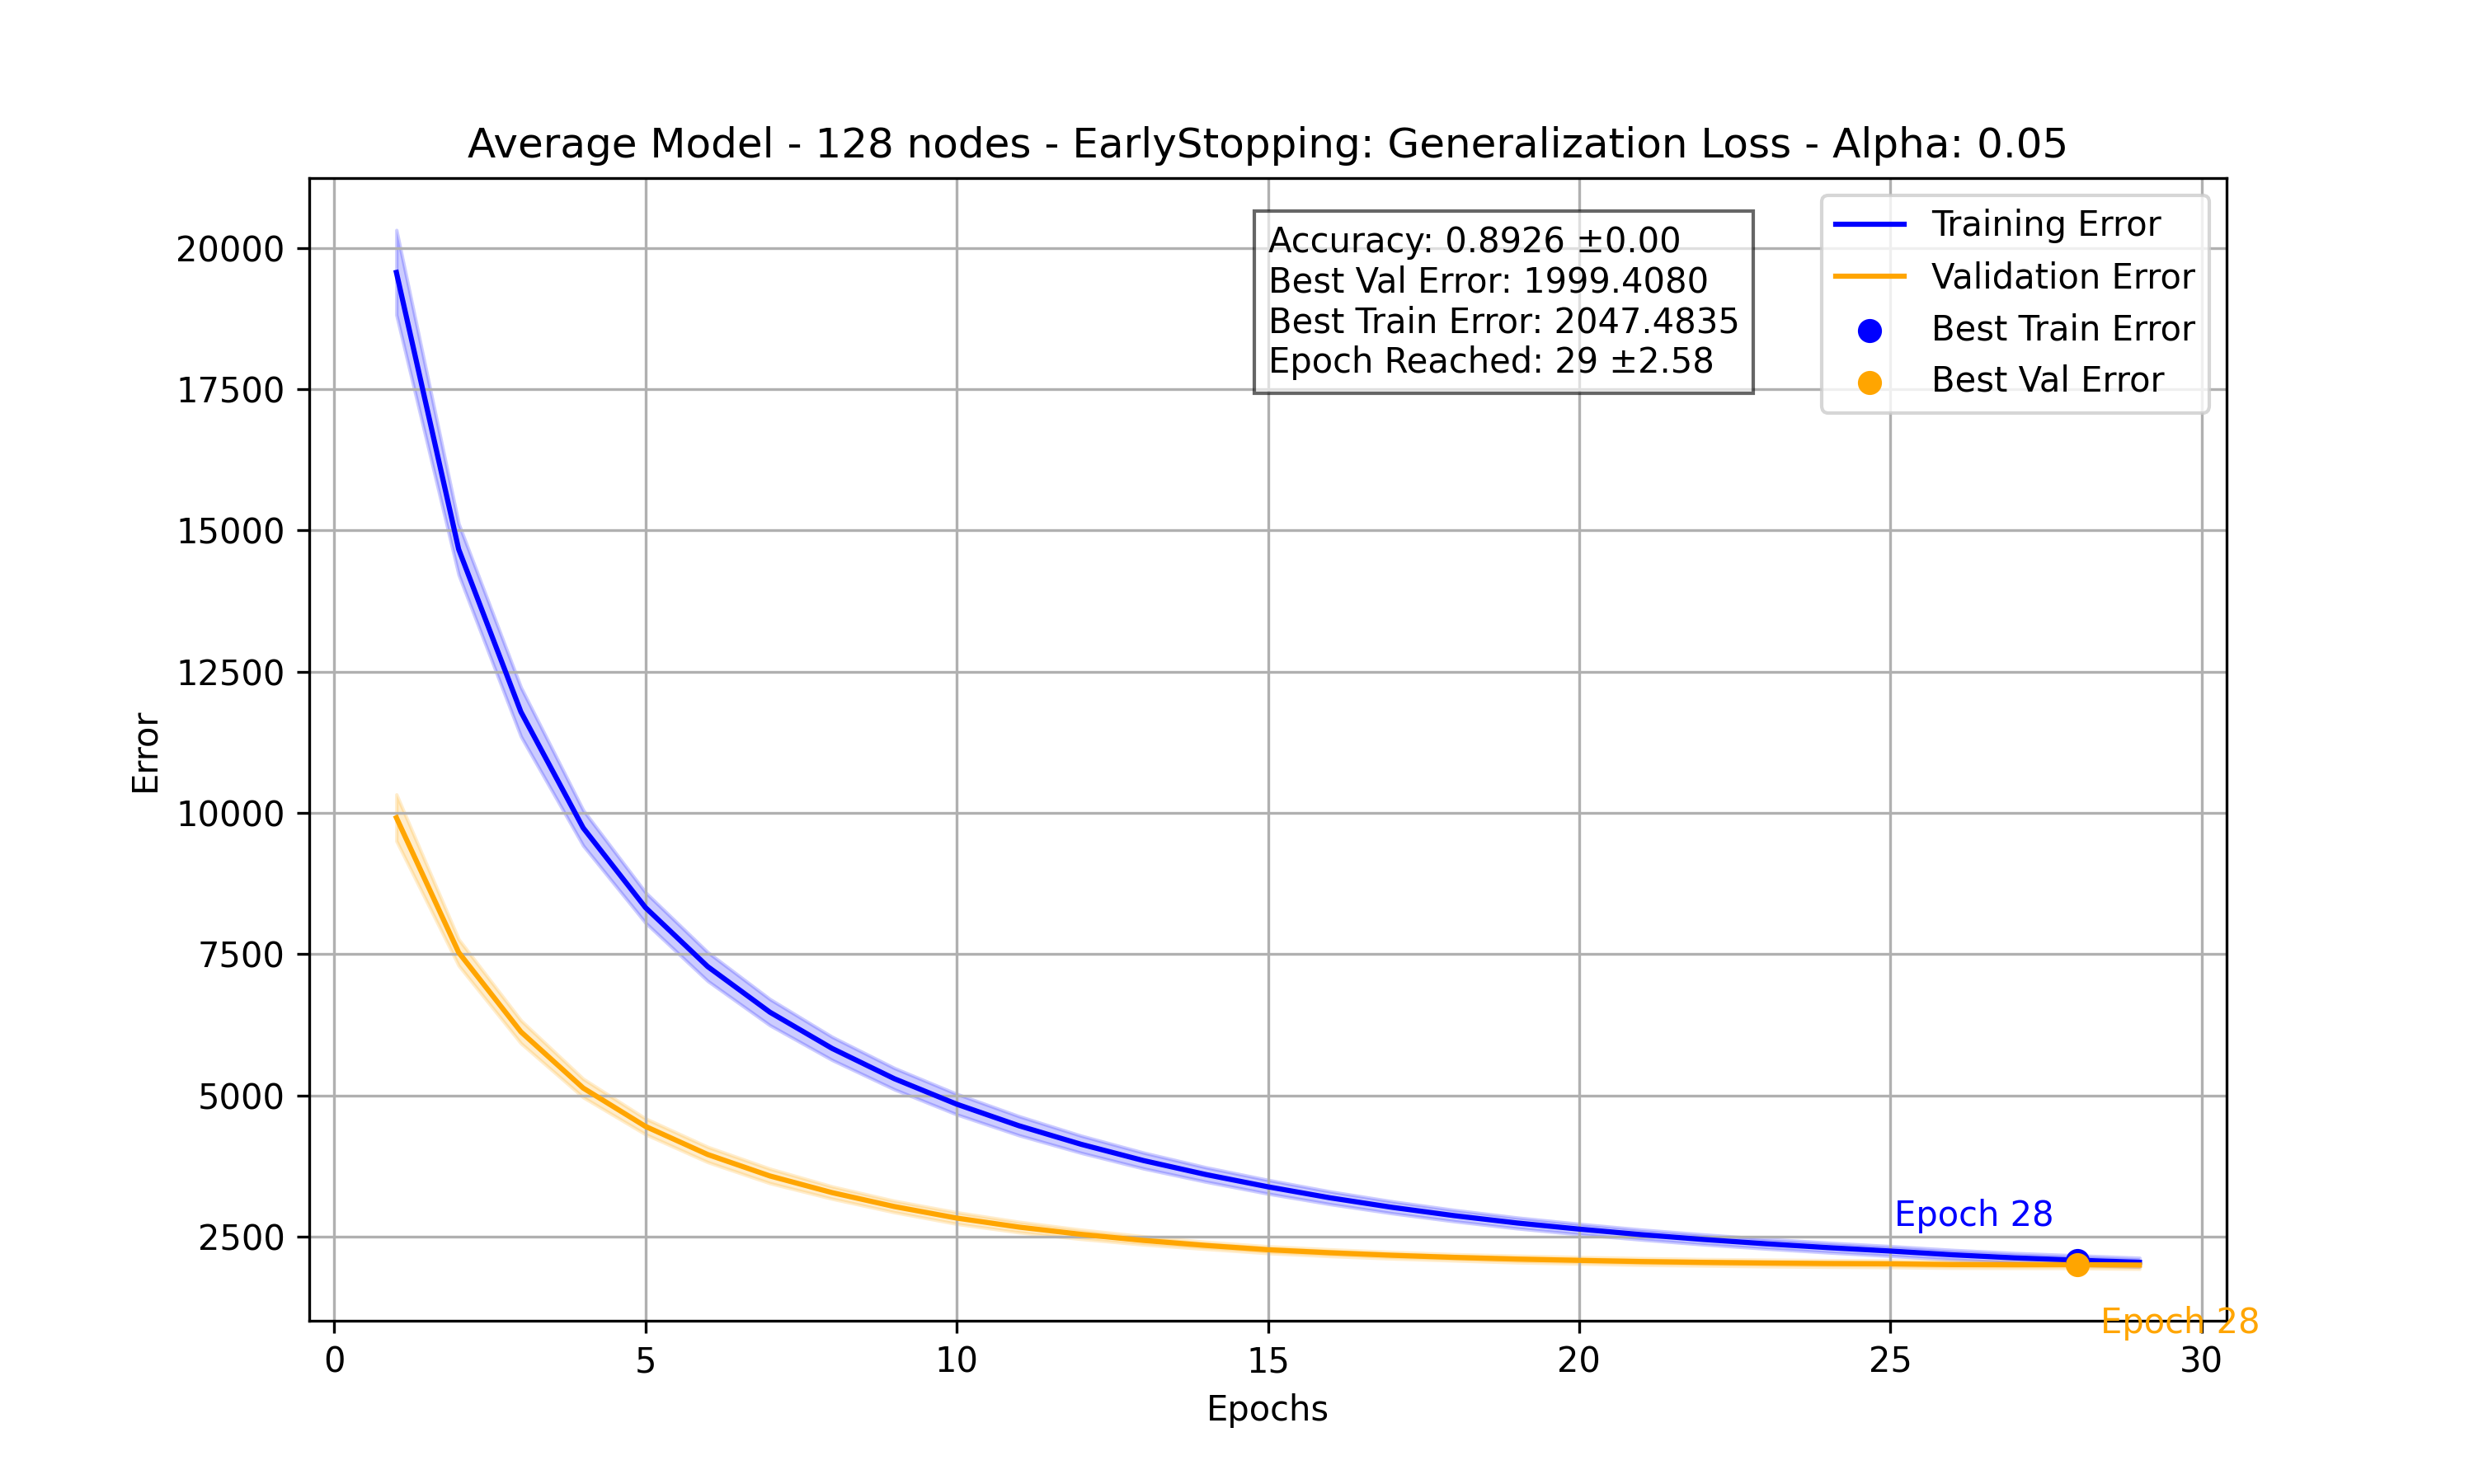 Average Model - 128 nodes - EarlyStopping: Generalization Loss - Alpha: 0.05
Accuracy: 0.8926 ±0.00
Best Val Error: 1999.4080
Best Train Error: 2047.4835
Epoch Reached: 29 ±2.58
Training Error
Validation Error
Best Train Error
Best Val Error
20000
17500
15000
12500
10000
7500
5000
2500
Error
Epoch 28
Epoch 28
0 5 10 15 20 25 30
Epochs